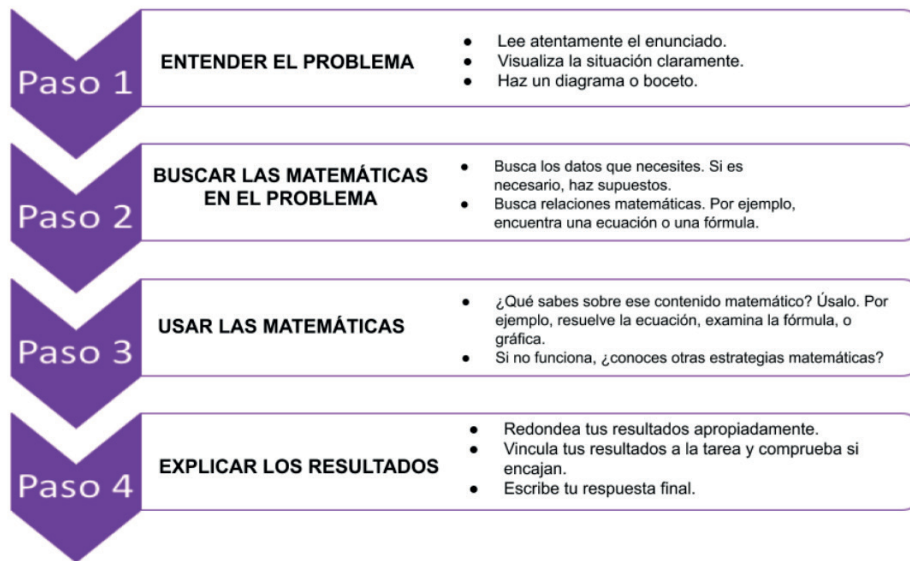 Paso 1
ENTENDER EL PROBLEMA
● Lee atentamente el enunciado.
● Visualiza la situación claramente.
● Haz un diagrama o boceto.
Paso 2
BUSCAR LAS MATEMÁTICAS
EN EL PROBLEMA
● Busca los datos que necesites. Si es
necesario, haz supuestos.
● Busca relaciones matemáticas. Por ejemplo,
encuentra una ecuación o una fórmula.
Paso 3
USAR LAS MATEMÁTICAS
● ¿Qué sabes sobre ese contenido matemático? Úsalo. Por
ejemplo, resuelve la ecuación, examina la fórmula, o
gráfica.
● Si no funciona, ¿conoces otras estrategias matemáticas?
Paso 4
EXPLICAR LOS RESULTADOS
● Redondea tus resultados apropiadamente.
● Vincula tus resultados a la tarea y comprueba si
encajan.
● Escribe tu respuesta final.